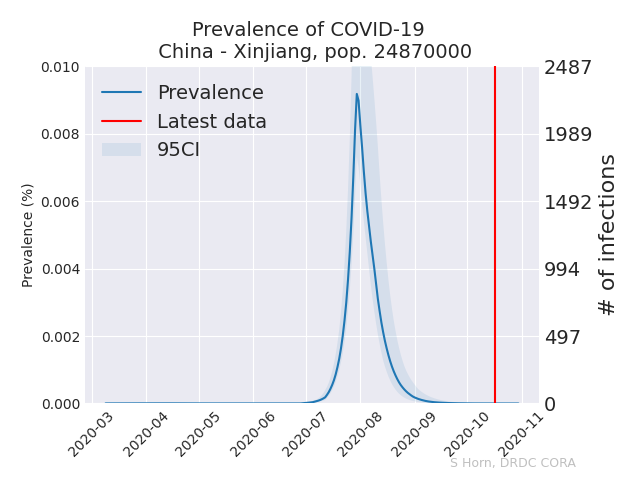 Prevalence of COVID-19
China - Xinjiang, pop. 24870000
Prevalence
Latest data
95CI
Prevalence (%)
0.010
0.008
0.006
0.004
0.002
0.000
2487
1989
1492
994
497
0
# of infections
2020-03
2020-04
2020-05
2020-06
2020-07
2020-08
2020-09
2020-10
2020-11
S Horn, DRDC CORA